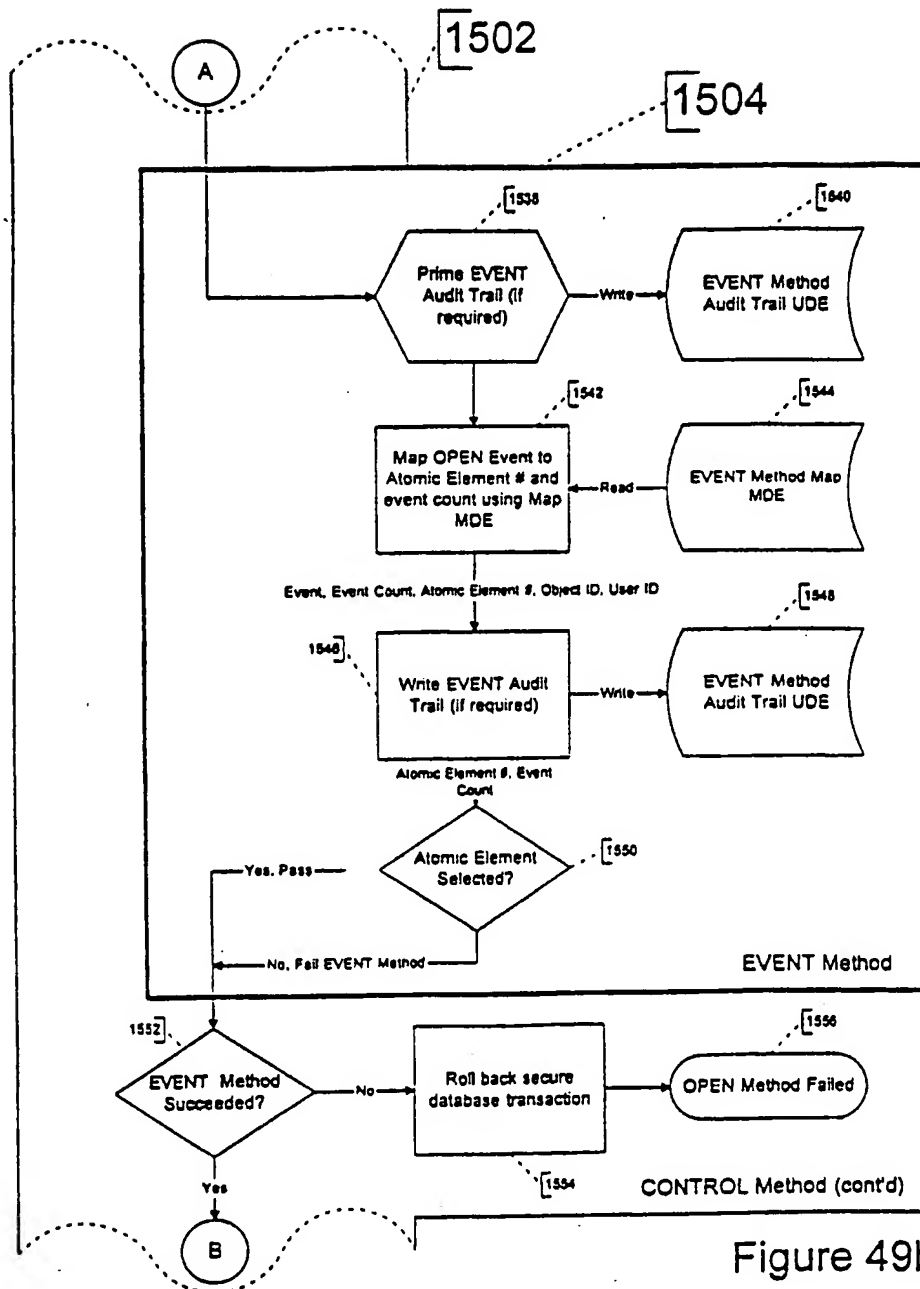 1502
A
1504
1538
1540
Prime EVENT
Audit Trail (if
required)
Write
EVENT Method
Audit Trail UDE
1542
1544
Map OPEN Event to
Atomic Element # and
event count using Map
MDE
Read
EVENT Method Map
MDE
Event, Event Count, Atomic Element #, Object ID, User ID
1546
1548
Write EVENT Audit
Trail (if required)
Write
EVENT Method
Audit Trail UDE
Atomic Element #, Event
Count
Atomic Element
Selected?
1550
Yes, Pass
No, Fail EVENT Method
EVENT Method
1552
EVENT Method
Succeeded?
No
Roll back secure
database transaction
1556
OPEN Method Failed
Yes
1554
CONTROL Method (cont'd)
B
Figure 49